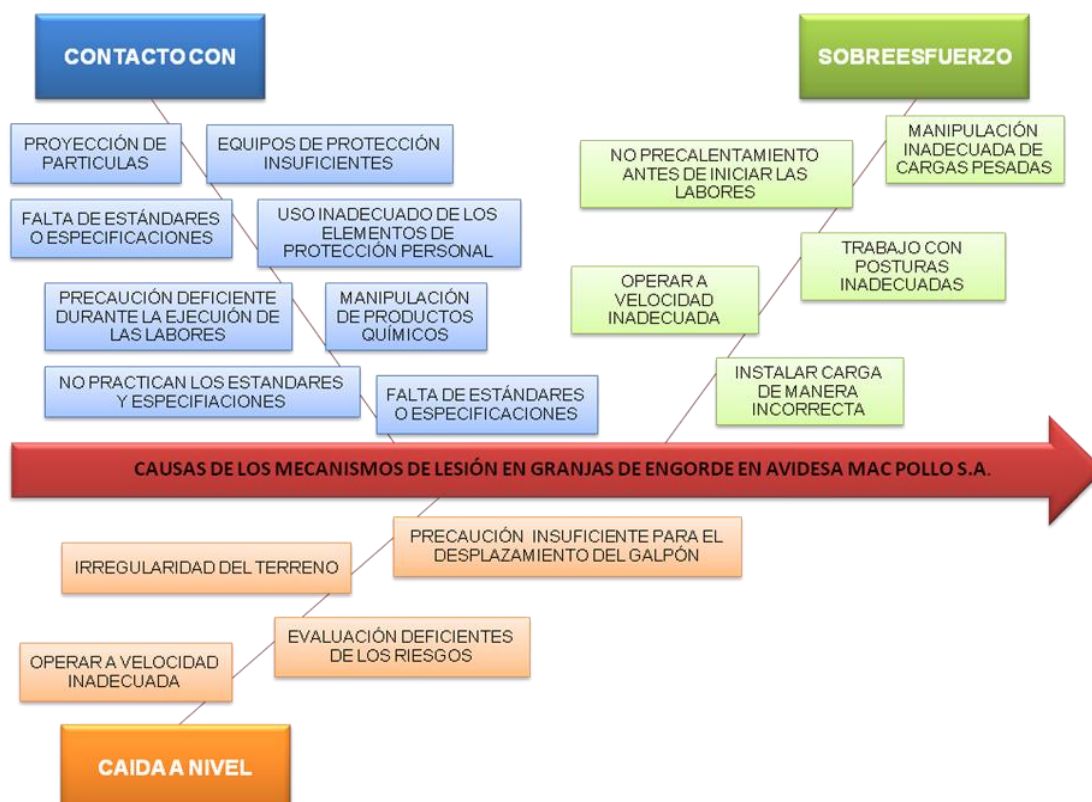 CONTACTO CON
SOBREESFUERZO
PROYECCIÓN DE
PARTICULAS
EQUIPOS DE PROTECCIÓN
INSUFICIENTES
FALTA DE ESTÁNDARES
O ESPECIFICACIONES
USO INADECUADO DE LOS
ELEMENTOS DE
PROTECCIÓN PERSONAL
PRECAUCIÓN DEFICIENTE
DURANTE LA EJECUIÓN DE
LAS LABORES
MANIPULACIÓN
DE PRODUCTOS
QUÍMICOS
NO PRACTICAN LOS ESTANDARES
Y ESPECIFIACIONES
FALTA DE ESTÁNDARES
O ESPECIFICACIONES
NO PRECALENTAMIENTO
ANTES DE INICIAR LAS
LABORES
MANIPULACIÓN
INADECUADA DE
CARGAS PESADAS
OPERAR A
VELOCIDAD
INADECUADA
TRABAJO CON
POSTURAS
INADECUADAS
INSTALAR CARGA
DE MANERA
INCORRECTA
CAUSAS DE LOS MECANISMOS DE LESIÓN EN GRANJAS DE ENGORDE EN AVIDESA MAC POLLO S.A.
PRECAUCIÓN INSUFICIENTE PARA EL
DESPLAZAMIENTO DEL GALPÓN
IRREGULARIDAD DEL TERRENO
EVALUACIÓN DEFICIENTES
DE LOS RIESGOS
OPERAR A VELOCIDAD
INADECUADA
CAIDA A NIVEL